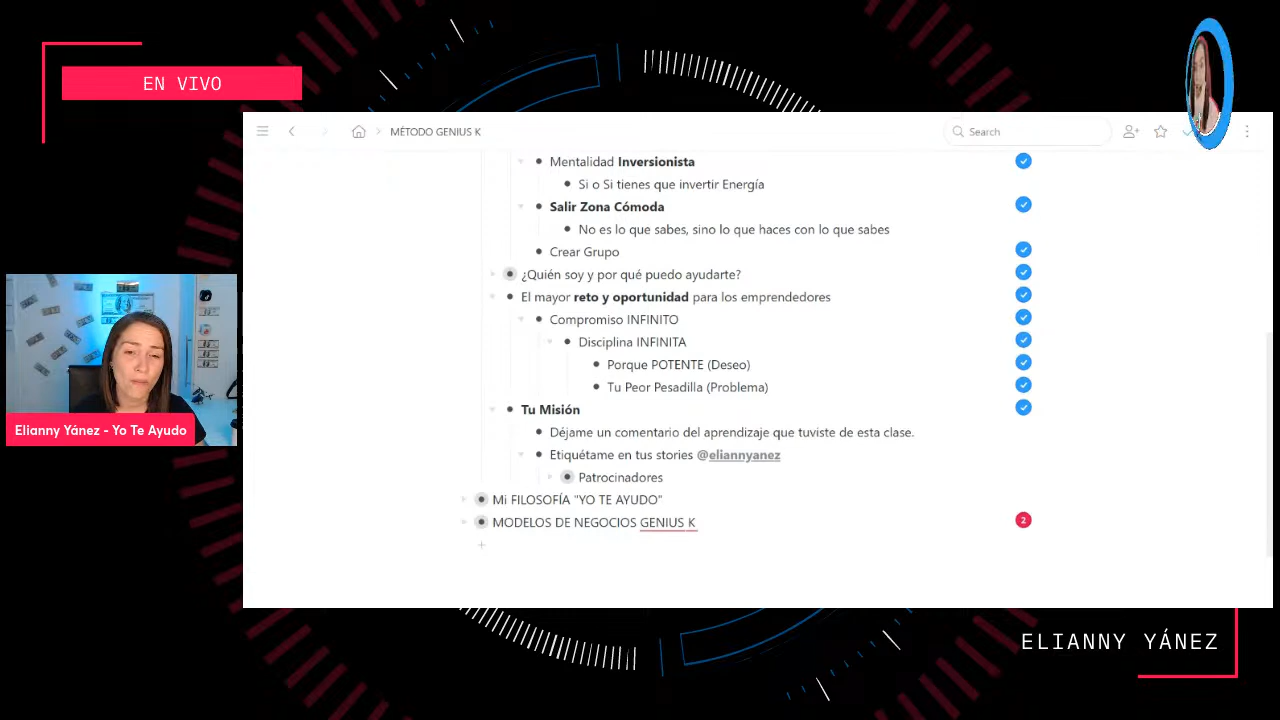 EN VIVO
MÉTODO GENIUS K
Search
Mentalidad Inversionista
Si o Si tienes que invertir Energía
Salir Zona Cómoda
No es lo que sabes, sino lo que haces con lo que sabes
Crear Grupo
¿Quién soy y por qué puedo ayudarte?
El mayor reto y oportunidad para los emprendedores
Compromiso INFINITO
Disciplina INFINITA
Porque POTENTE (Deseo)
Tu Peor Pesadilla (Problema)
Tu Misión
Déjame un comentario del aprendizaje que tuviste de esta clase.
Etiquétame en tus stories @eliannyanez
Patrocinadores
Mi FILOSOFÍA "YO TE AYUDO"
MODELOS DE NEGOCIOS GENIUS K
2
Elianny Yánez - Yo Te Ayudo
ELIANNY YÁNEZ